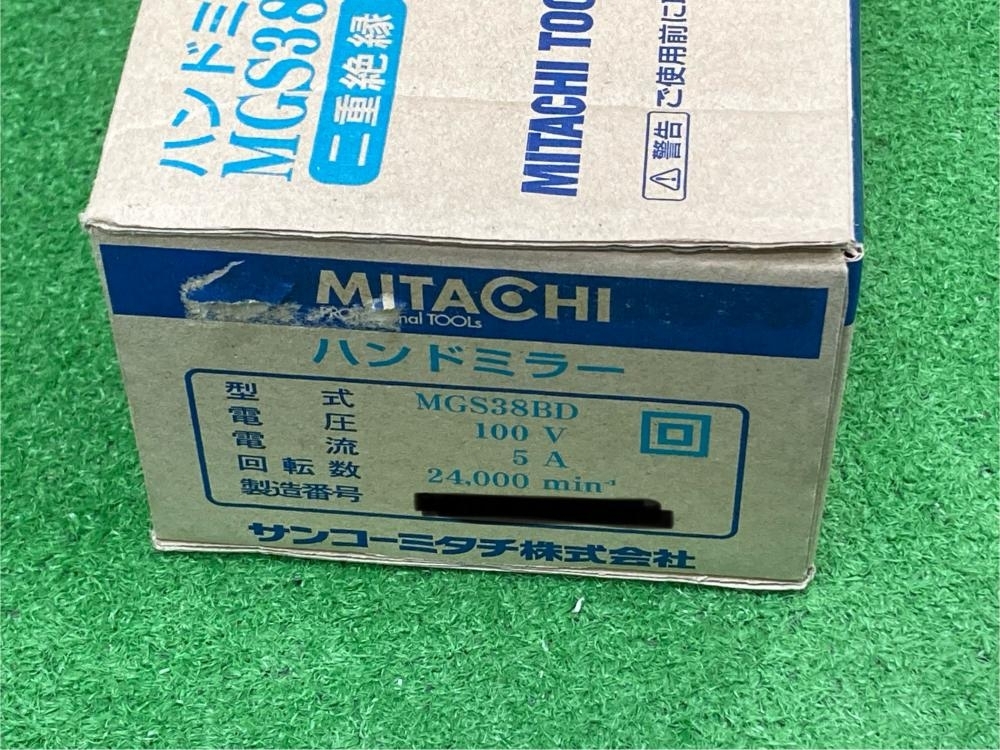 ハンドミ
MGS38
二重絶縁
MITACHI TOO
警告 ご使用前に
MITACHI
PRO nal TOOLs
ハンドミラー
型式 MGS38BD
電圧 100 V
電流 5 A
回転数 24,000 min⁻¹
製造番号
サンコーミタチ株式会社